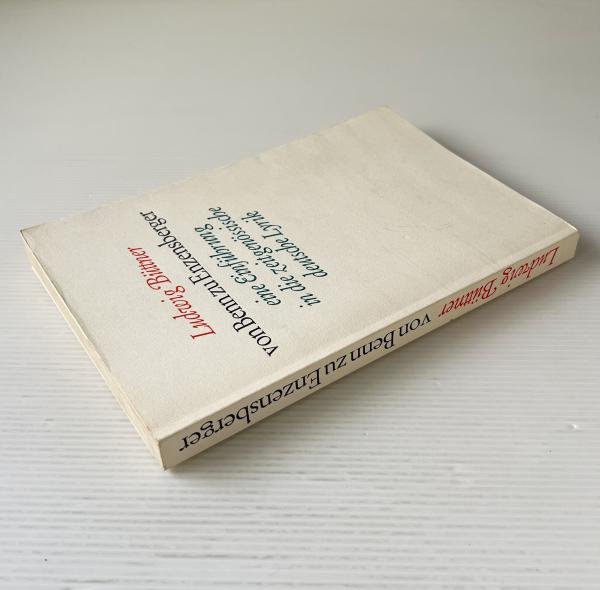 Ludwig Büttner
von Benn zu Enzensberger
eine Einführung
in die zeitgenössische
deutsche Lyrik
Ludwig Büttner von Benn zu Enzensberger